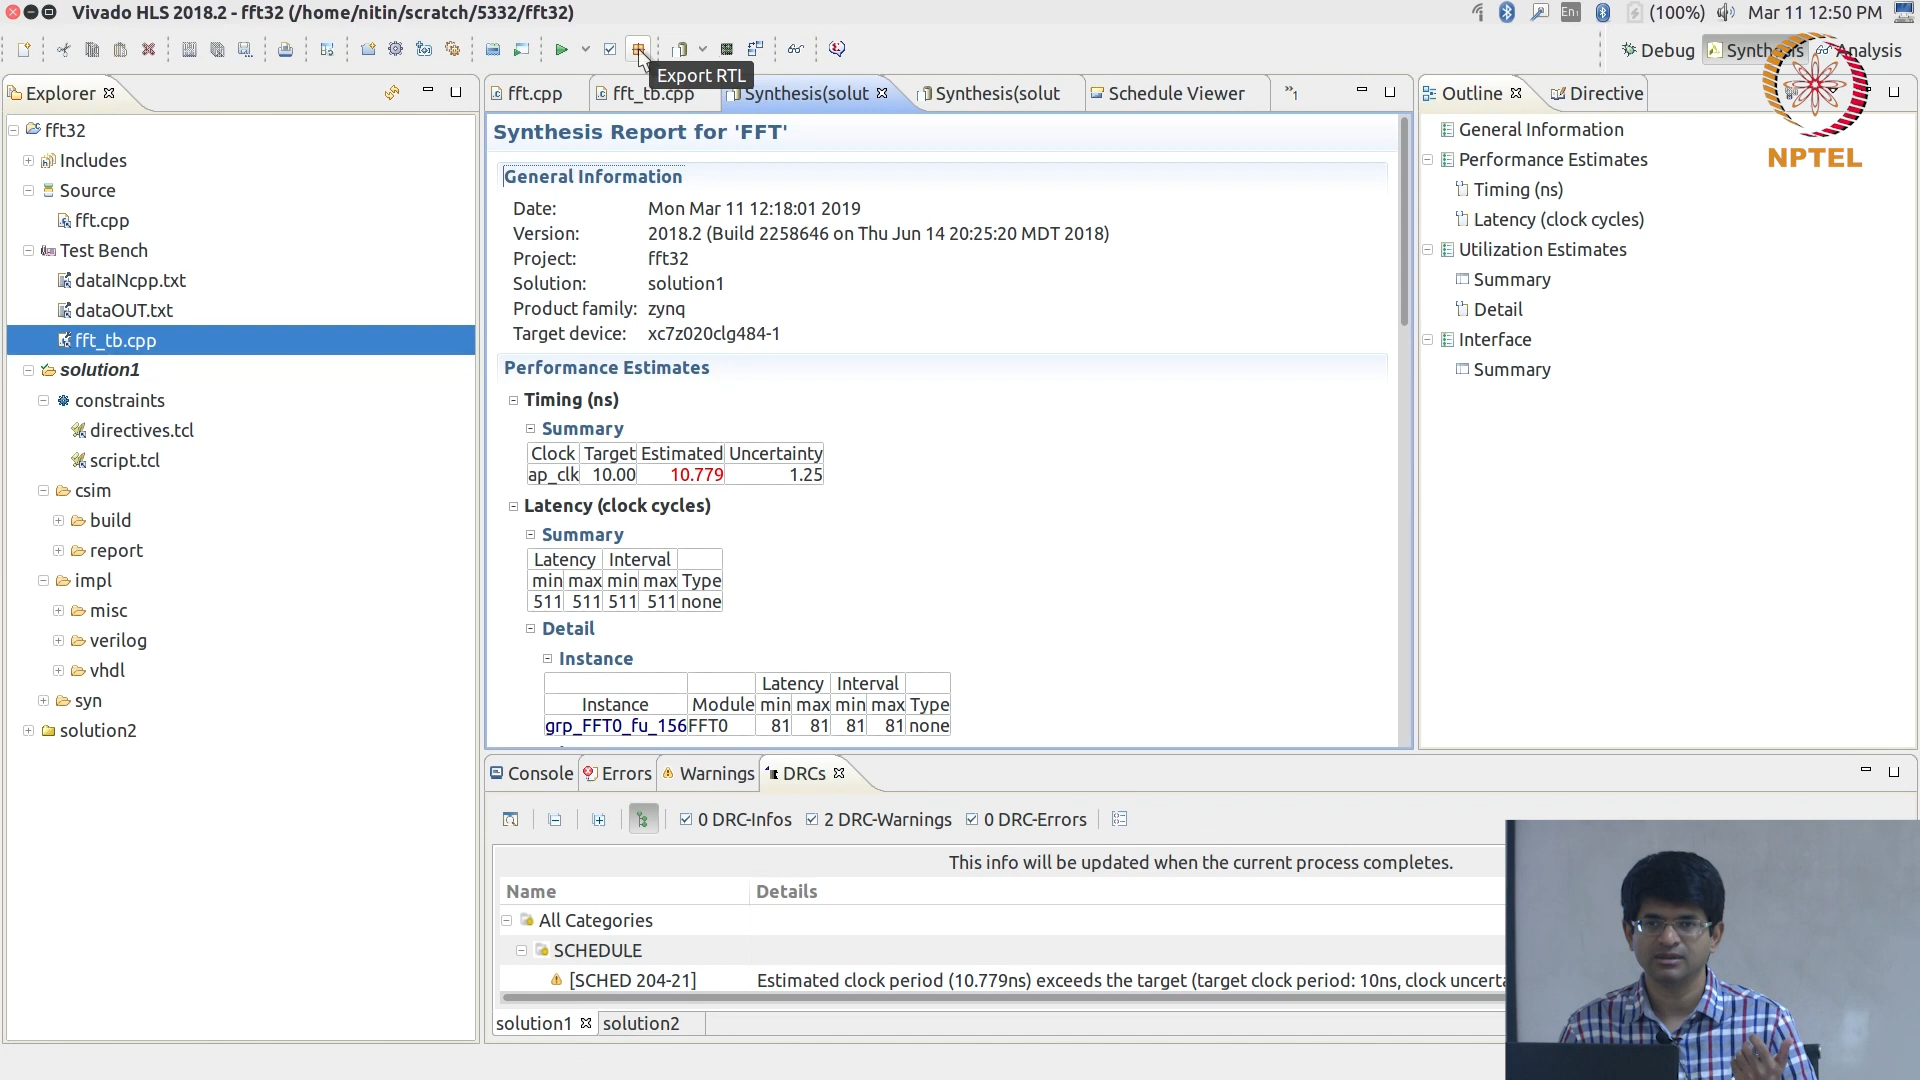 Vivado HLS 2018.2 - fft32 (/home/nitin/scratch/5332/fft32)
En1 (100%) Mar 11 12:50 PM
Debug Synthesis Analysis
Export RTL
Explorer
fft.cpp fft_tb.cpp Synthesis(solut Synthesis(solut Schedule Viewer »1
Outline Directive
NPTEL
fft32
Includes
Source
fft.cpp
Test Bench
dataINcpp.txt
dataOUT.txt
fft_tb.cpp
solution1
constraints
directives.tcl
script.tcl
csim
build
report
impl
misc
verilog
vhdl
syn
solution2
Synthesis Report for 'FFT'
General Information
Date: Mon Mar 11 12:18:01 2019
Version: 2018.2 (Build 2258646 on Thu Jun 14 20:25:20 MDT 2018)
Project: fft32
Solution: solution1
Product family: zynq
Target device: xc7z020clg484-1
Performance Estimates
Timing (ns)
Summary
Clock Target Estimated Uncertainty
ap_clk 10.00 10.779 1.25
Latency (clock cycles)
Summary
Latency Interval
min max min max Type
511 511 511 511 none
Detail
Instance
Latency Interval
Instance Module min max min max Type
grp_FFT0_fu_156 FFT0 81 81 81 81 none
General Information
Performance Estimates
Timing (ns)
Latency (clock cycles)
Utilization Estimates
Summary
Detail
Interface
Summary
Console Errors Warnings DRCs
0 DRC-Infos 2 DRC-Warnings 0 DRC-Errors
This info will be updated when the current process completes.
Name Details
All Categories
SCHEDULE
[SCHED 204-21] Estimated clock period (10.779ns) exceeds the target (target clock period: 10ns, clock uncerta
solution1 solution2